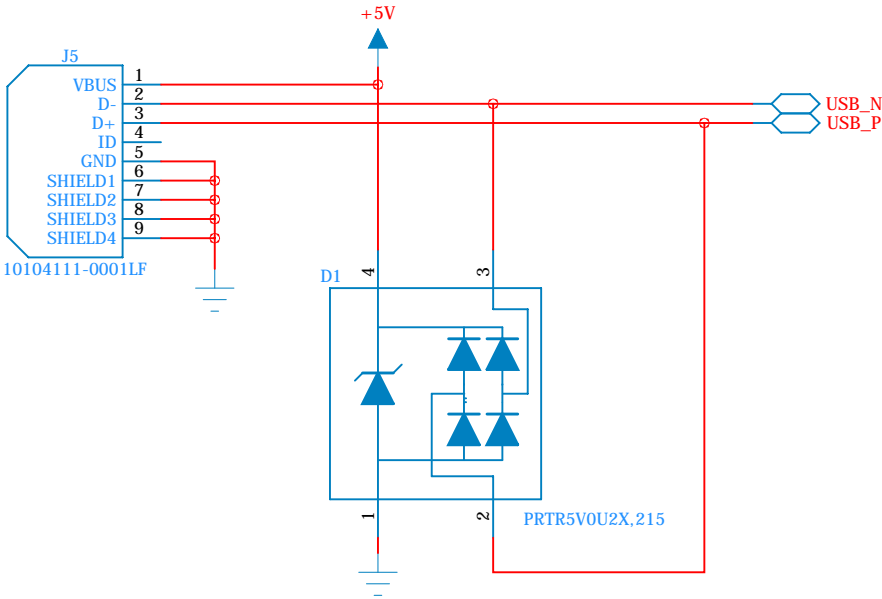 +5V
J5
VBUS 1
D- 2
D+ 3
ID 4
GND 5
SHIELD1 6
SHIELD2 7
SHIELD3 8
SHIELD4 9
10104111-0001LF
USB_N
USB_P
D1
4
3
1
2
PRTR5V0U2X,215